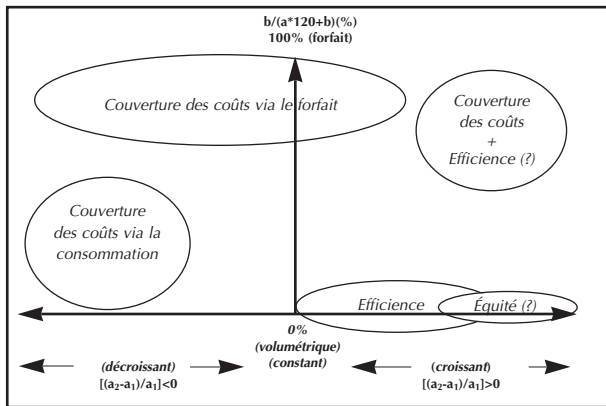 b/(a*120+b)(%)
100% (forfait)
Couverture des coûts via le forfait
Couverture
des coûts
+
Efficience (?)
Couverture
des coûts via la
consommation
Efficience
Équité (?)
0%
(volumétrique)
(constant)
(décroissant)
[(a₂-a₁)/a₁]<0
(croissant)
[(a₂-a₁)/a₁]>0